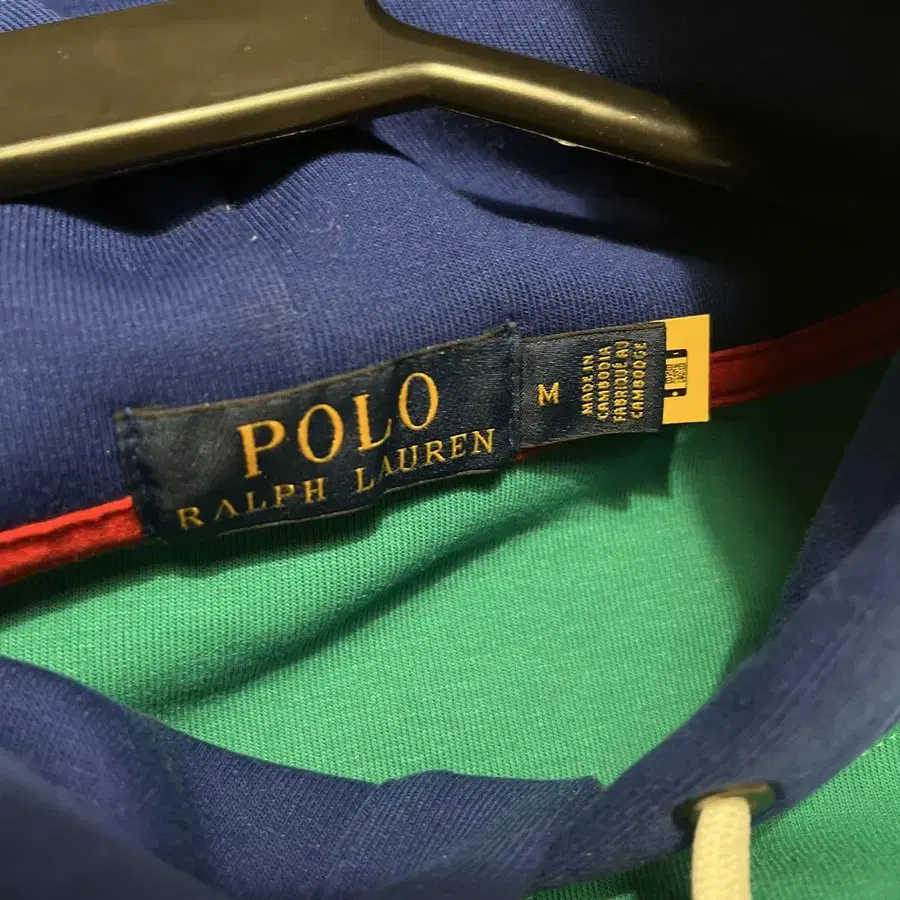 POLO
RALPH LAUREN
M
MADE IN
CAMBODIA
FABRIQUÉ AU
CAMBODGE